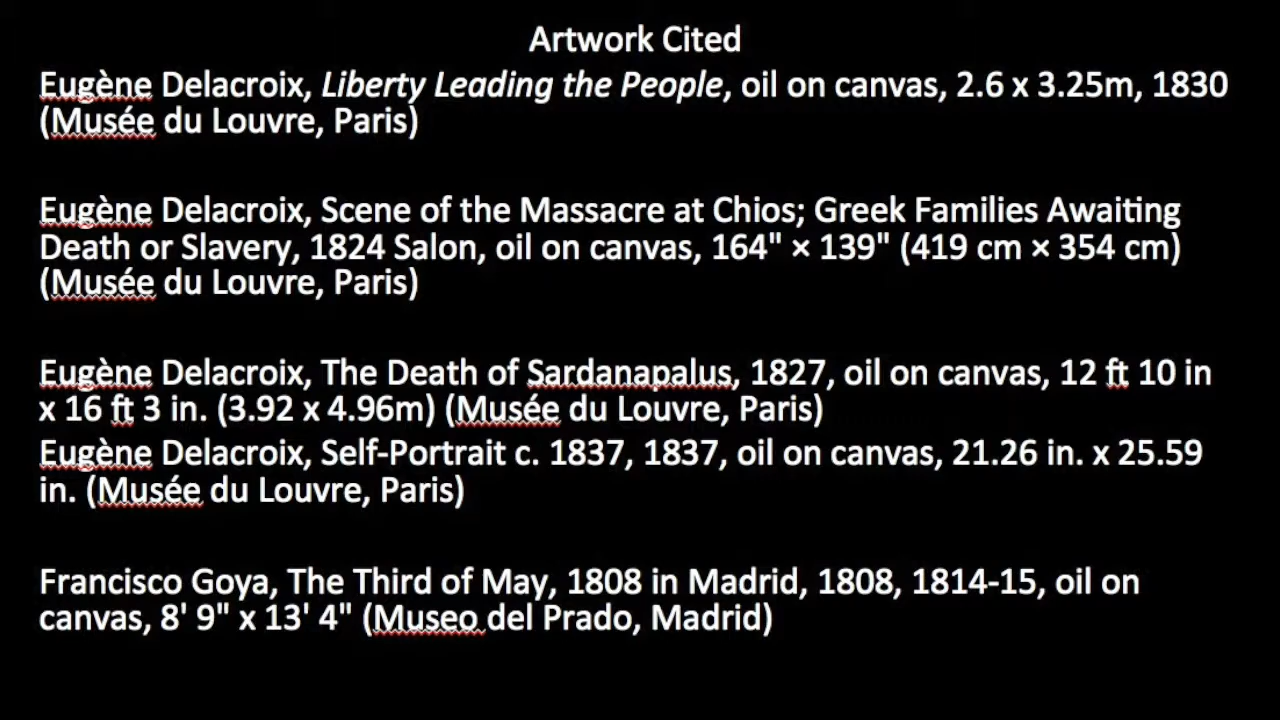 Artwork Cited
Eugène Delacroix, Liberty Leading the People, oil on canvas, 2.6 x 3.25m, 1830
(Musée du Louvre, Paris)
Eugène Delacroix, Scene of the Massacre at Chios; Greek Families Awaiting
Death or Slavery, 1824 Salon, oil on canvas, 164" × 139" (419 cm × 354 cm)
(Musée du Louvre, Paris)
Eugène Delacroix, The Death of Sardanapalus, 1827, oil on canvas, 12 ft 10 in
x 16 ft 3 in. (3.92 x 4.96m) (Musée du Louvre, Paris)
Eugène Delacroix, Self-Portrait c. 1837, 1837, oil on canvas, 21.26 in. x 25.59
in. (Musée du Louvre, Paris)
Francisco Goya, The Third of May, 1808 in Madrid, 1808, 1814-15, oil on
canvas, 8' 9" x 13' 4" (Museo del Prado, Madrid)